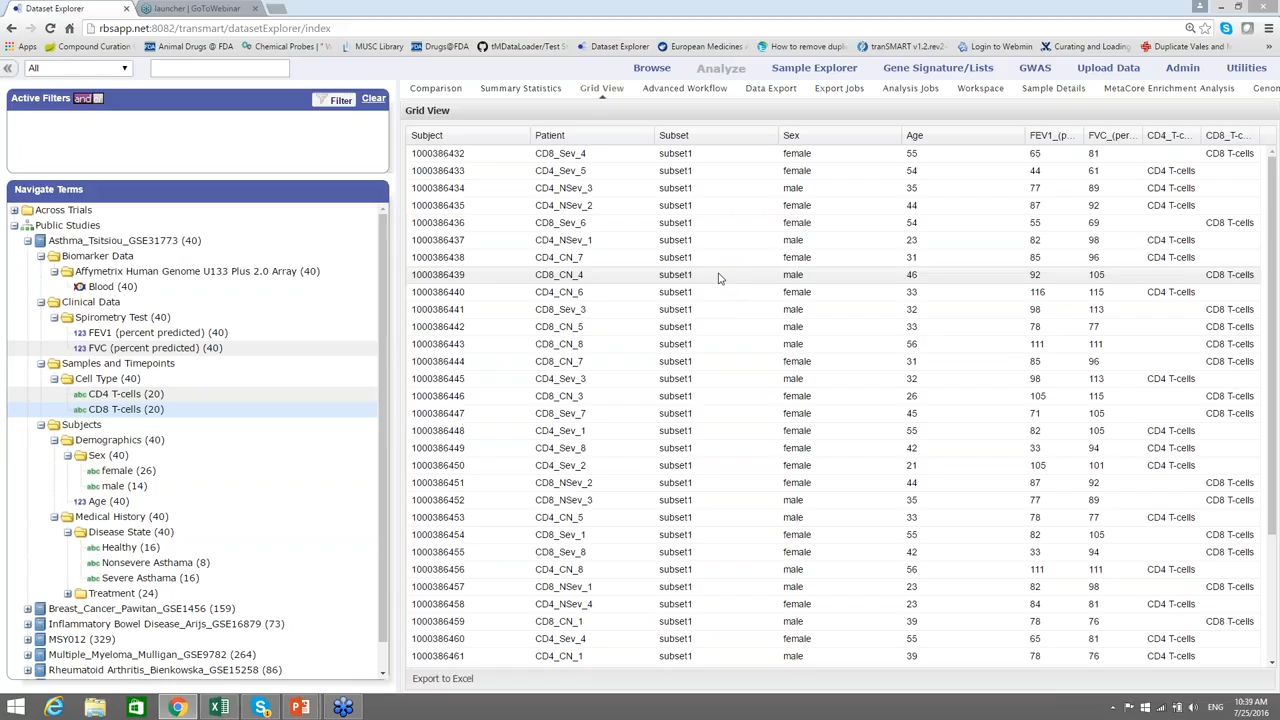 Dataset Explorer
launcher | GoToWebinar
rbsapp.net:8082/transmart/datasetExplorer/index
Apps Compound Curation FDA Animal Drugs @ FDA Chemical Probes | " MUSC Library Drugs@FDA tMDataLoader/Test S Dataset Explorer European Medicines How to remove dupl tranSMART v1.2.rev2 Login to Webmin Curating and Loading Duplicate Vales and
All
Browse Analyze Sample Explorer Gene Signature/Lists GWAS Upload Data Admin Utilities
Active Filters and Filter Clear
Comparison Summary Statistics Grid View Advanced Workflow Data Export Export Jobs Analysis Jobs Workspace Sample Details MetaCore Enrichment Analysis Genom
Grid View
Subject Patient Subset Sex Age FEV1_(p... FVC_(per... CD4_T-c... CD8_T-c...
1000386432 CD8_Sev_4 subset1 female 55 65 81 CD8 T-cells
1000386433 CD4_Sev_5 subset1 female 54 44 61 CD4 T-cells
1000386434 CD4_NSev_3 subset1 male 35 77 89 CD4 T-cells
1000386435 CD4_NSev_2 subset1 female 44 87 92 CD4 T-cells
1000386436 CD8_Sev_6 subset1 female 54 55 69 CD8 T-cells
1000386437 CD4_NSev_1 subset1 male 23 82 98 CD4 T-cells
1000386438 CD4_CN_7 subset1 female 31 85 96 CD4 T-cells
1000386439 CD8_CN_4 subset1 male 46 92 105 CD8 T-cells
1000386440 CD4_CN_6 subset1 female 33 116 115 CD4 T-cells
1000386441 CD8_Sev_3 subset1 male 32 98 113 CD8 T-cells
1000386442 CD8_CN_5 subset1 male 33 78 77 CD8 T-cells
1000386443 CD8_CN_8 subset1 male 56 111 111 CD8 T-cells
1000386444 CD8_CN_7 subset1 female 31 85 96 CD8 T-cells
1000386445 CD4_Sev_3 subset1 male 32 98 113 CD4 T-cells
1000386446 CD8_CN_3 subset1 female 26 105 115 CD8 T-cells
1000386447 CD8_Sev_7 subset1 female 45 71 105 CD8 T-cells
1000386448 CD4_Sev_1 subset1 female 55 82 105 CD4 T-cells
1000386449 CD4_Sev_8 subset1 female 42 33 94 CD4 T-cells
1000386450 CD4_Sev_2 subset1 female 21 105 101 CD4 T-cells
1000386451 CD8_NSev_2 subset1 female 44 87 92 CD8 T-cells
1000386452 CD8_NSev_3 subset1 male 35 77 89 CD8 T-cells
1000386453 CD4_CN_5 subset1 male 33 78 77 CD4 T-cells
1000386454 CD8_Sev_1 subset1 female 55 82 105 CD8 T-cells
1000386455 CD8_Sev_8 subset1 female 42 33 94 CD8 T-cells
1000386456 CD4_CN_8 subset1 male 56 111 111 CD4 T-cells
1000386457 CD8_NSev_1 subset1 male 23 82 98 CD8 T-cells
1000386458 CD4_NSev_4 subset1 female 23 84 81 CD4 T-cells
1000386459 CD8_CN_1 subset1 male 39 78 76 CD8 T-cells
1000386460 CD4_Sev_4 subset1 female 55 65 81 CD4 T-cells
1000386461 CD4_CN_1 subset1 male 39 78 76 CD4 T-cells
Export to Excel
Navigate Terms
Across Trials
Public Studies
Asthma_Tsitsiou_GSE31773 (40)
Biomarker Data
Affymetrix Human Genome U133 Plus 2.0 Array (40)
Blood (40)
Clinical Data
Spirometry Test (40)
123 FEV1 (percent predicted) (40)
123 FVC (percent predicted) (40)
Samples and Timepoints
Cell Type (40)
abc CD4 T-cells (20)
abc CD8 T-cells (20)
Subjects
Demographics (40)
Sex (40)
abc female (26)
abc male (14)
123 Age (40)
Medical History (40)
Disease State (40)
abc Healthy (16)
abc Nonsevere Asthma (8)
abc Severe Asthma (16)
Treatment (24)
Breast_Cancer_Pawitan_GSE1456 (159)
Inflammatory Bowel Disease_Arijs_GSE16879 (73)
MSY012 (329)
Multiple_Myeloma_Mulligan_GSE9782 (264)
Rheumatoid Arthritis_Bienkowska_GSE15258 (86)
ENG
10:39 AM
7/25/2016